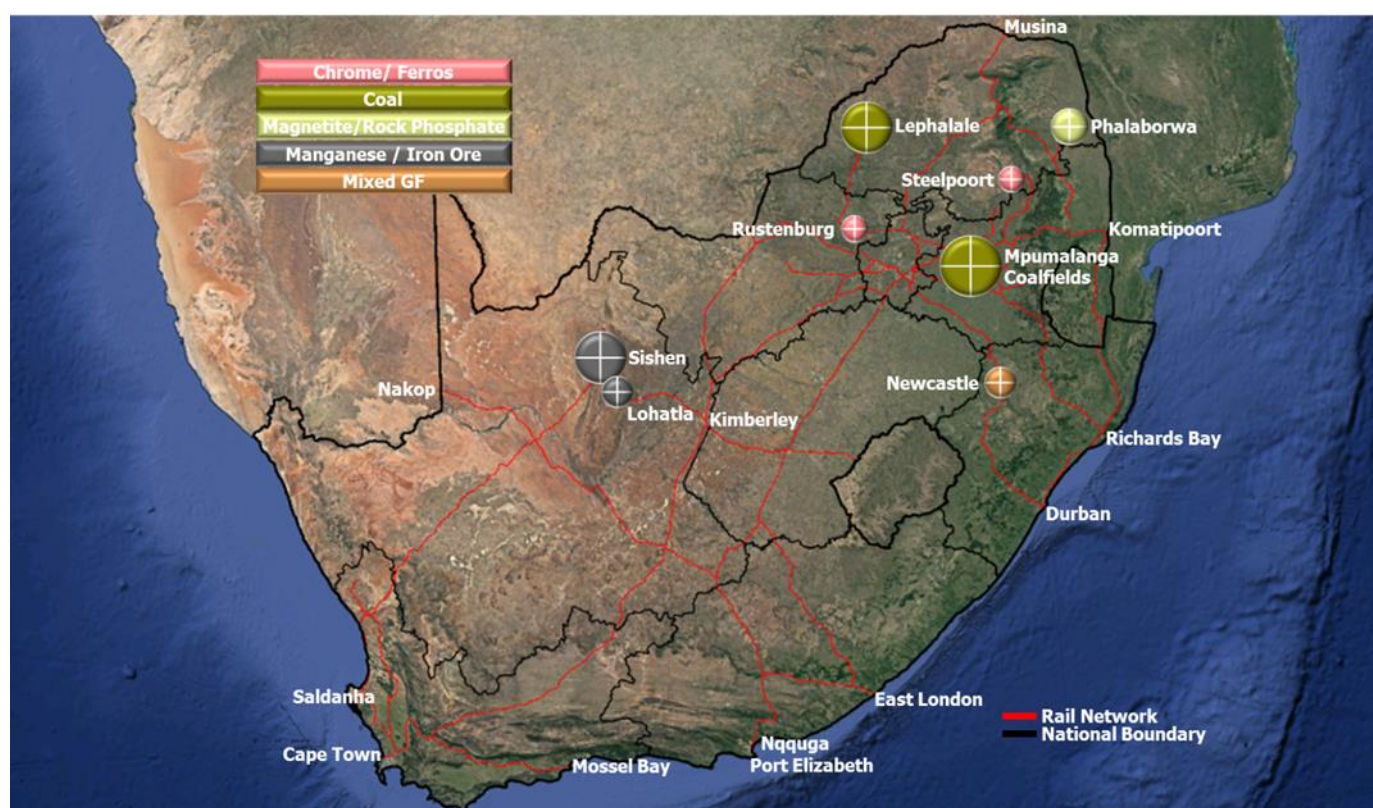 Musina
Chrome/ Ferros
Coal
Magnetite/Rock Phosphate
Manganese / Iron Ore
Mixed GF
Lephalale
Phalaborwa
Steelpoort
Rustenburg
Komatipoort
Mpumalanga
Coalfields
Sishen
Nakop
Lohatla
Kimberley
Newcastle
Richards Bay
Durban
Saldanha
East London
Cape Town
Mossel Bay
Nqquga
Port Elizabeth
Rail Network
National Boundary